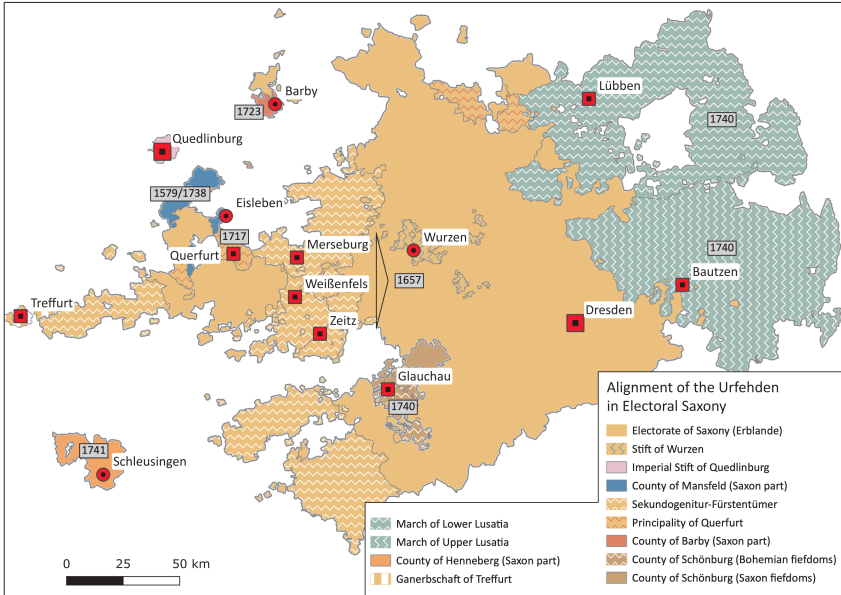 Barby
1723
Quedlinburg
Lübben
1740
1579/1738
Eisleben
1717
Querfurt
Merseburg
Wurzen
1740
Bautzen
1657
Weißenfels
Treffurt
Zeitz
Dresden
Glauchau
1740
1741
Schleusingen
0 25 50 km
Alignment of the Urfehden
in Electoral Saxony
Electorate of Saxony (Erblande)
Stift of Wurzen
Imperial Stift of Quedlinburg
County of Mansfeld (Saxon part)
Sekundogenitur-Fürstentümer
Principality of Querfurt
County of Barby (Saxon part)
County of Schönburg (Bohemian fiefdoms)
County of Schönburg (Saxon fiefdoms)
March of Lower Lusatia
March of Upper Lusatia
County of Henneberg (Saxon part)
Ganerbschaft of Treffurt